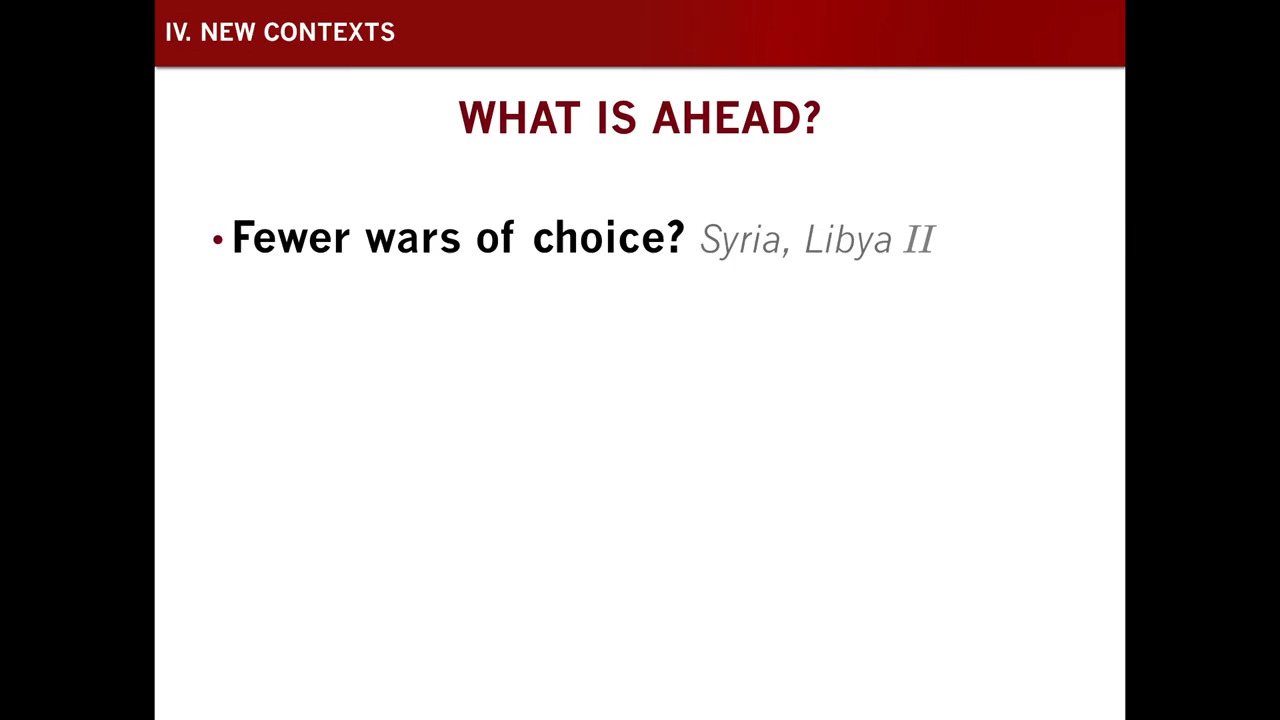 IV. NEW CONTEXTS
WHAT IS AHEAD?
• Fewer wars of choice? Syria, Libya II